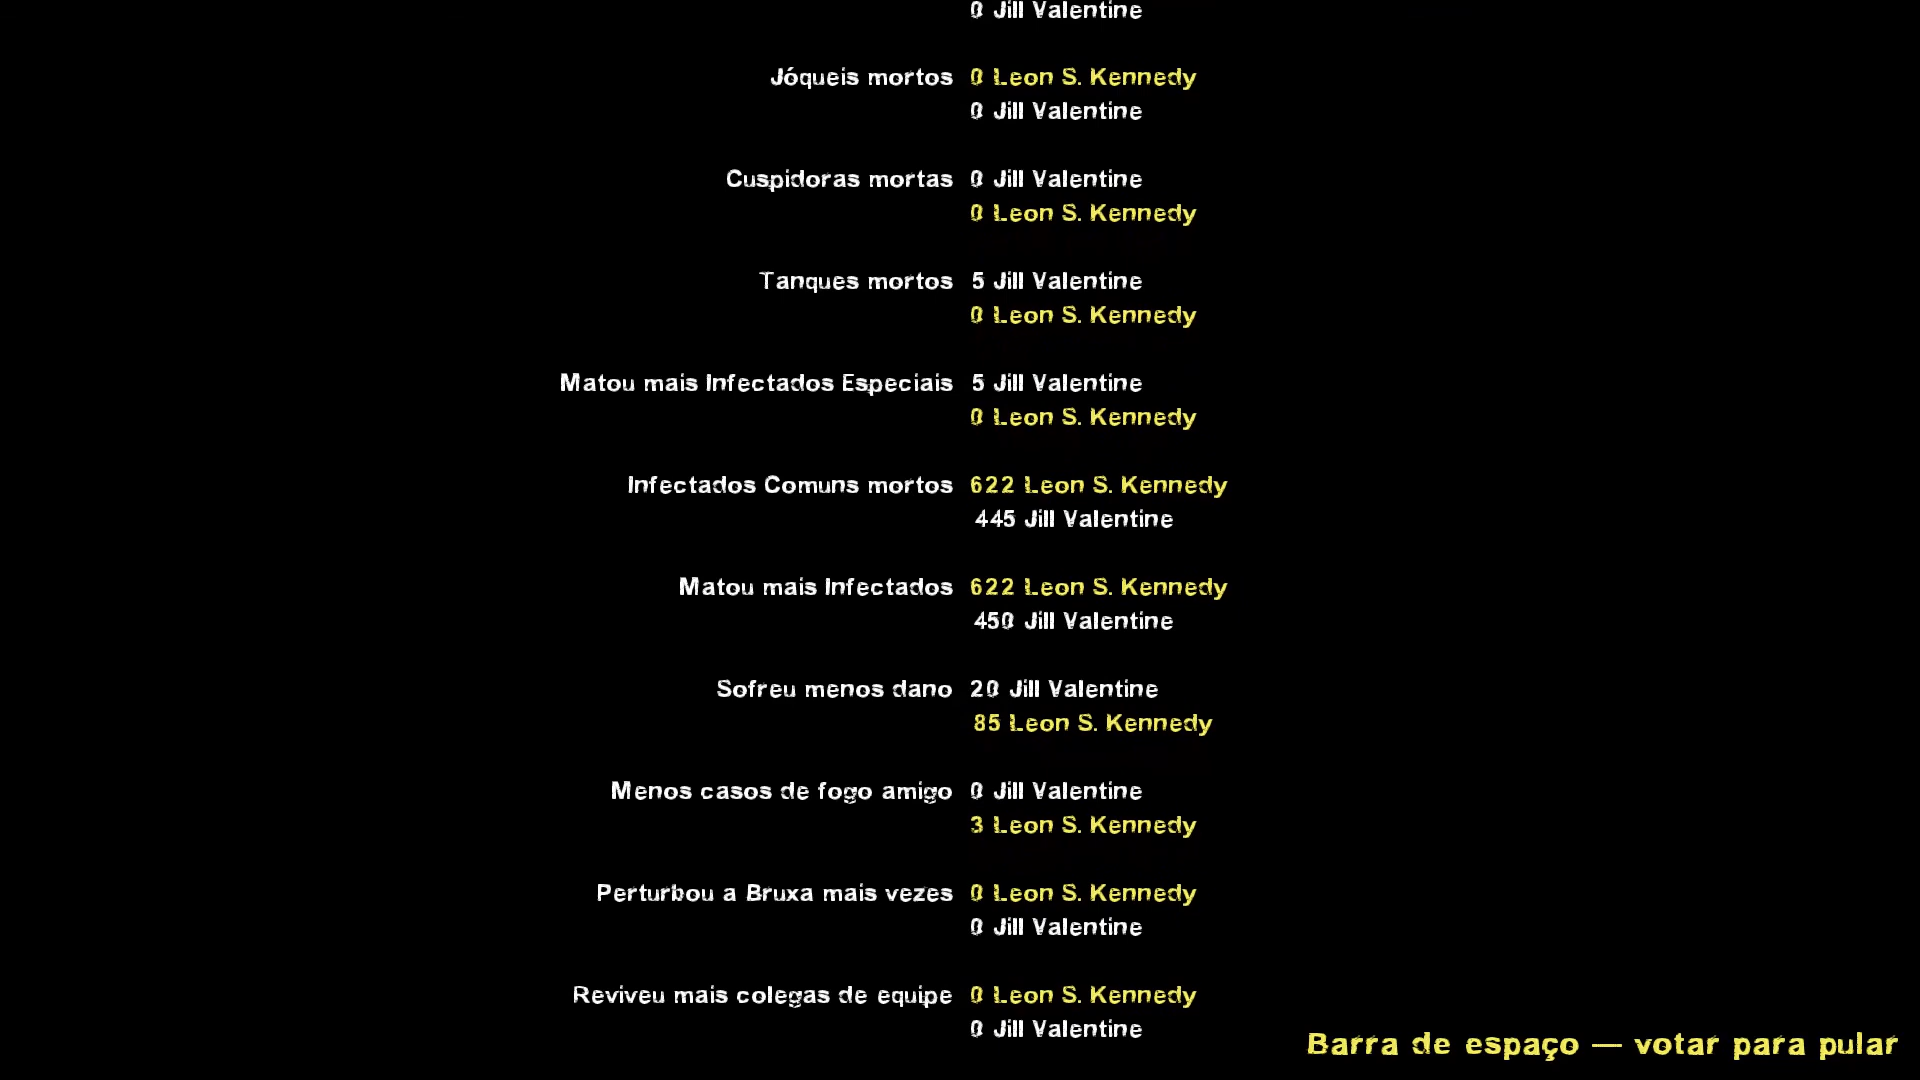 0 Jill Valentine
Jóqueis mortos 0 Leon S. Kennedy
0 Jill Valentine
Cuspidoras mortas 0 Jill Valentine
0 Leon S. Kennedy
Tanques mortos 5 Jill Valentine
0 Leon S. Kennedy
Matou mais Infectados Especiais 5 Jill Valentine
0 Leon S. Kennedy
Infectados Comuns mortos 622 Leon S. Kennedy
445 Jill Valentine
Matou mais Infectados 622 Leon S. Kennedy
450 Jill Valentine
Sofreu menos dano 20 Jill Valentine
85 Leon S. Kennedy
Menos casos de fogo amigo 0 Jill Valentine
3 Leon S. Kennedy
Perturbou a Bruxa mais vezes 0 Leon S. Kennedy
0 Jill Valentine
Reviveu mais colegas de equipe 0 Leon S. Kennedy
0 Jill Valentine
Barra de espaço — votar para pular